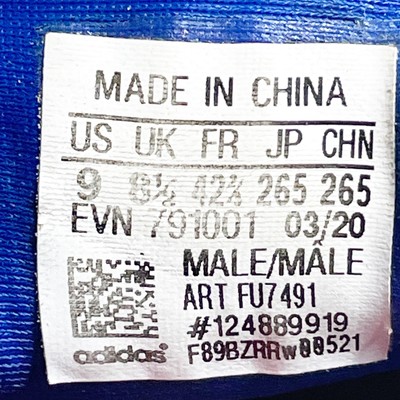 MADE IN CHINA
US UK FR JP CHN
9 8½ 42⅔ 265 265
EVN 791001 03/20
MALE/MÂLE
ART FU7491
#124889919
adidas F89BZRRw00521